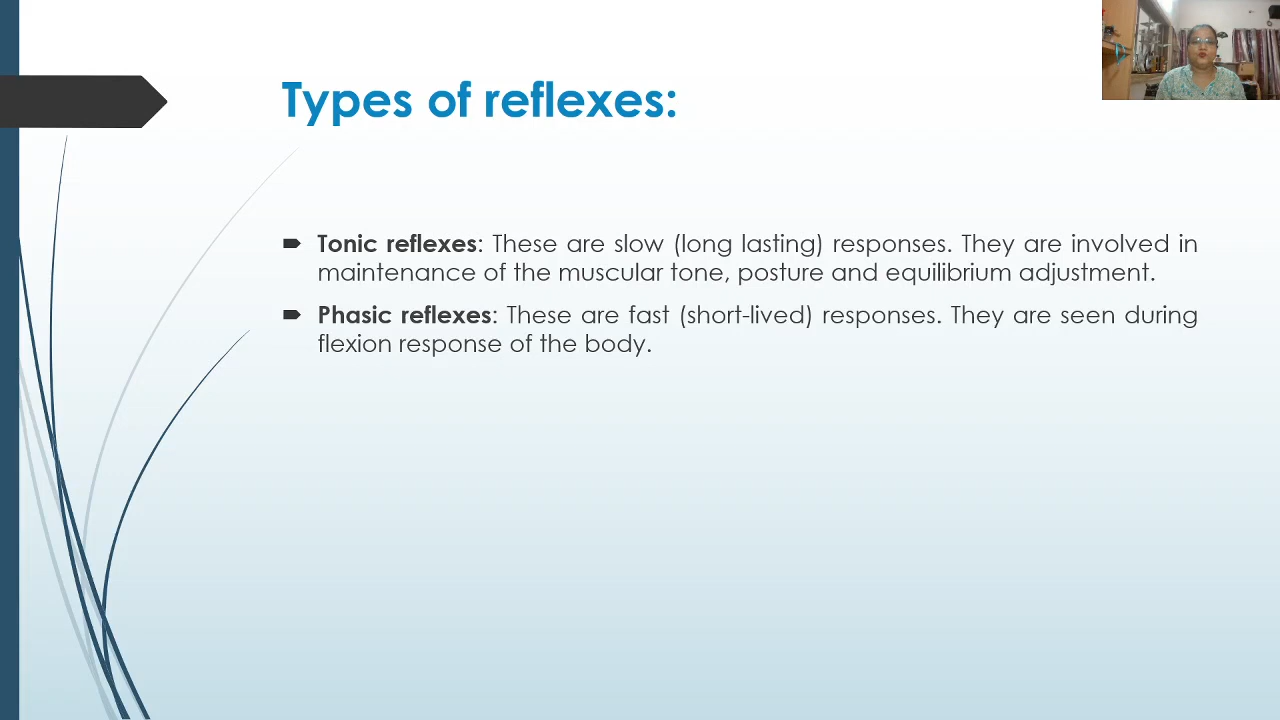 Types of reflexes:
Tonic reflexes: These are slow (long lasting) responses. They are involved in
maintenance of the muscular tone, posture and equilibrium adjustment.
Phasic reflexes: These are fast (short-lived) responses. They are seen during
flexion response of the body.